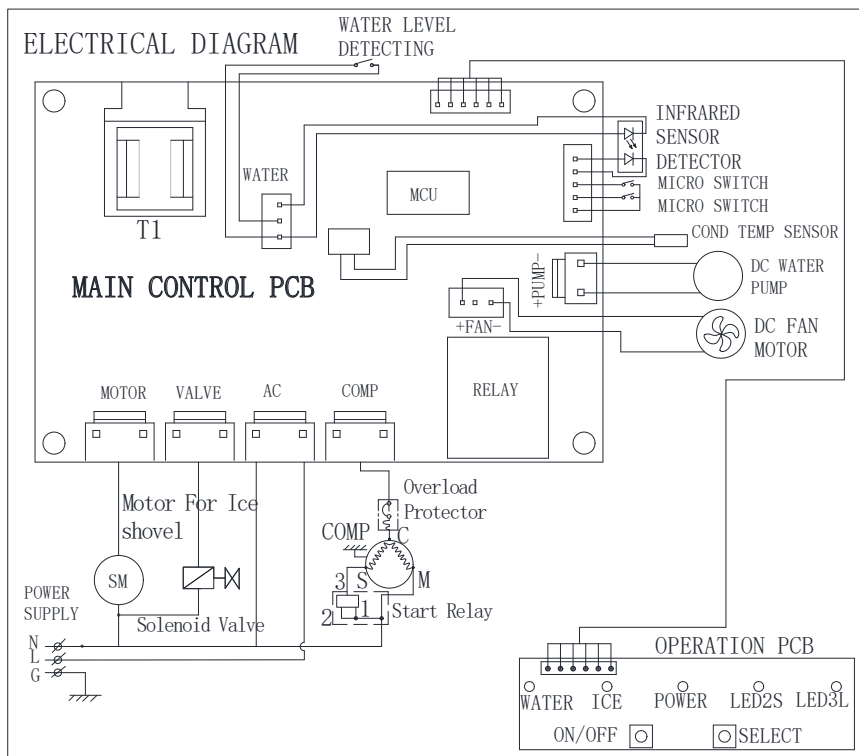 ELECTRICAL DIAGRAM
WATER LEVEL
DETECTING
INFRARED
SENSOR
DETECTOR
MICRO SWITCH
MICRO SWITCH
WATER
MCU
T1
COND TEMP SENSOR
MAIN CONTROL PCB
+PUMP-
DC WATER
PUMP
+FAN-
DC FAN
MOTOR
MOTOR
VALVE
AC
COMP
RELAY
Motor For Ice
shovel
Overload
Protector
COMP
C
SM
3
S
M
POWER
SUPPLY
2
1
Start Relay
Solenoid Valve
N
L
G
OPERATION PCB
WATER
ICE
POWER
LED2S
LED3L
ON/OFF
SELECT